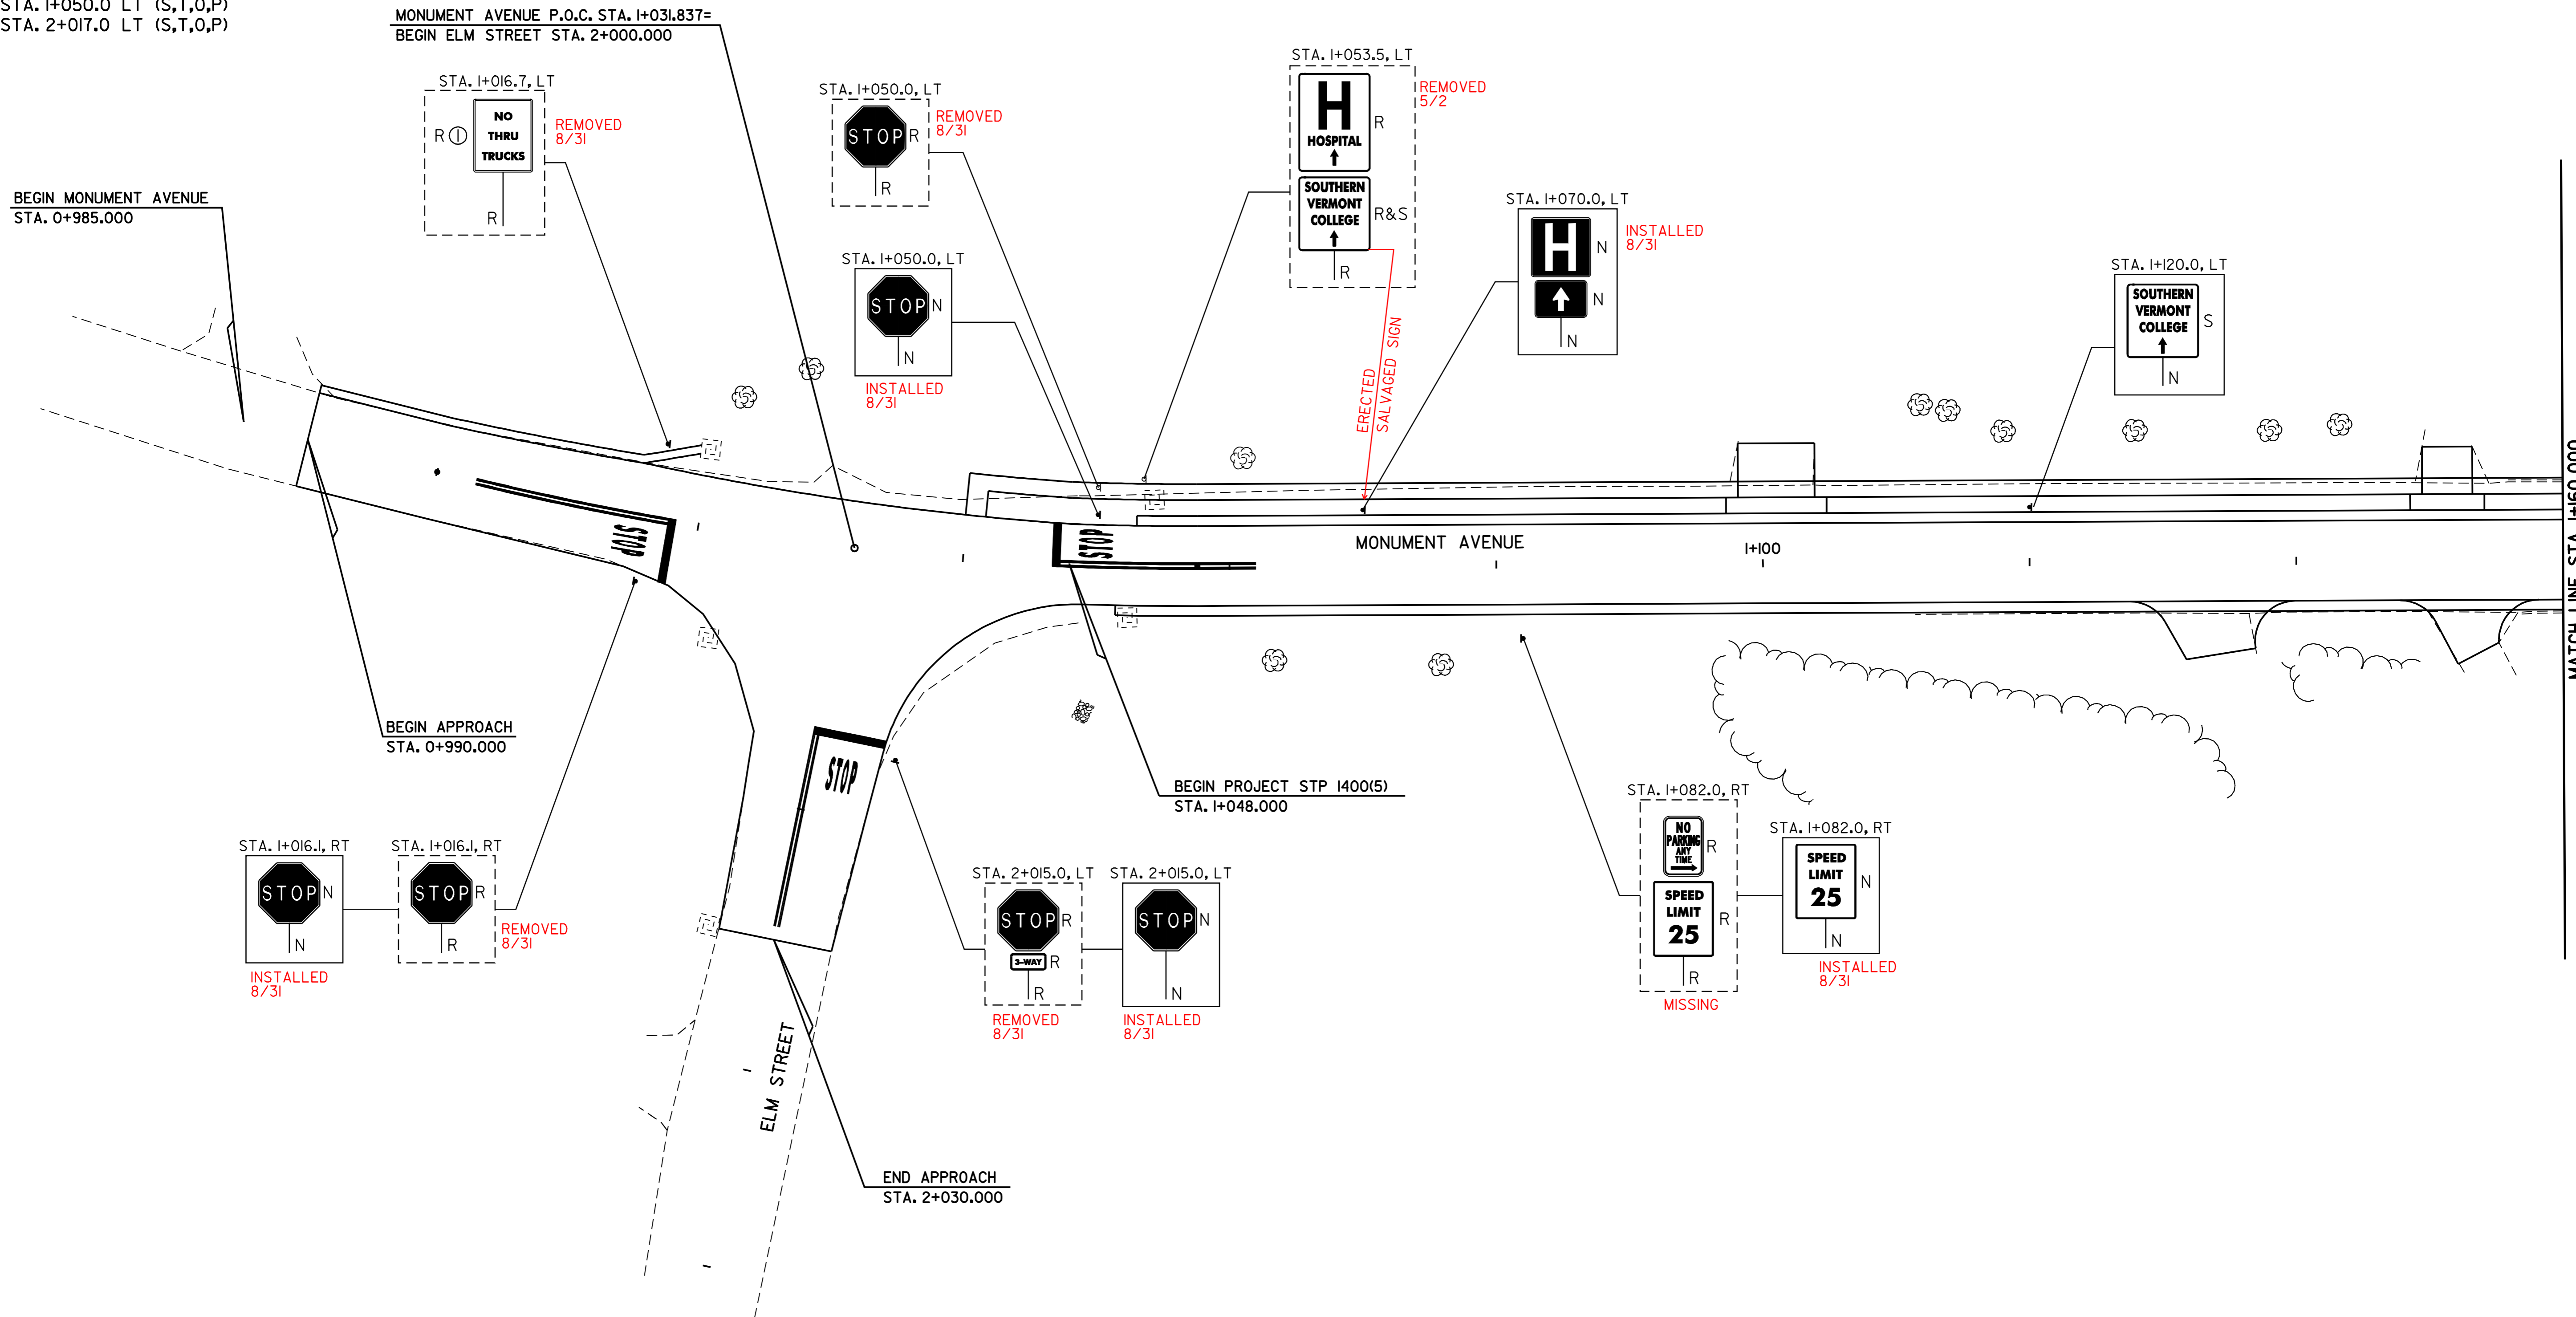 STA. 1+050.0 LT (S,T,O,P)
STA. 2+017.0 LT (S,T,O,P)
MONUMENT AVENUE P.O.C. STA. 1+031.837=
BEGIN ELM STREET STA. 2+000.000
STA. 1+016.7, LT
R 1
NO
THRU
TRUCKS
R
REMOVED
8/31
STA. 1+050.0, LT
STOP R
R
REMOVED
8/31
STA. 1+053.5, LT
H
HOSPITAL
R
SOUTHERN
VERMONT
COLLEGE
R&S
R
REMOVED
5/2
BEGIN MONUMENT AVENUE
STA. 0+985.000
STA. 1+050.0, LT
STOP N
N
INSTALLED
8/31
STA. 1+070.0, LT
H N
N
N
INSTALLED
8/31
STA. 1+120.0, LT
SOUTHERN
VERMONT
COLLEGE
S
N
ERECTED
SALVAGED SIGN
STOP
STOP
MONUMENT AVENUE
1+100
MATCH LINE STA. 1+160.000
BEGIN APPROACH
STA. 0+990.000
STOP
BEGIN PROJECT STP 1400(5)
STA. 1+048.000
STA. 1+016.1, RT
STOP N
N
INSTALLED
8/31
STA. 1+016.1, RT
STOP R
R
REMOVED
8/31
STA. 2+015.0, LT
STOP R
3-WAY R
R
REMOVED
8/31
STA. 2+015.0, LT
STOP N
N
INSTALLED
8/31
STA. 1+082.0, RT
NO
PARKING
ANY
TIME
R
SPEED
LIMIT
25
R
R
MISSING
STA. 1+082.0, RT
SPEED
LIMIT
25
N
N
INSTALLED
8/31
ELM STREET
END APPROACH
STA. 2+030.000